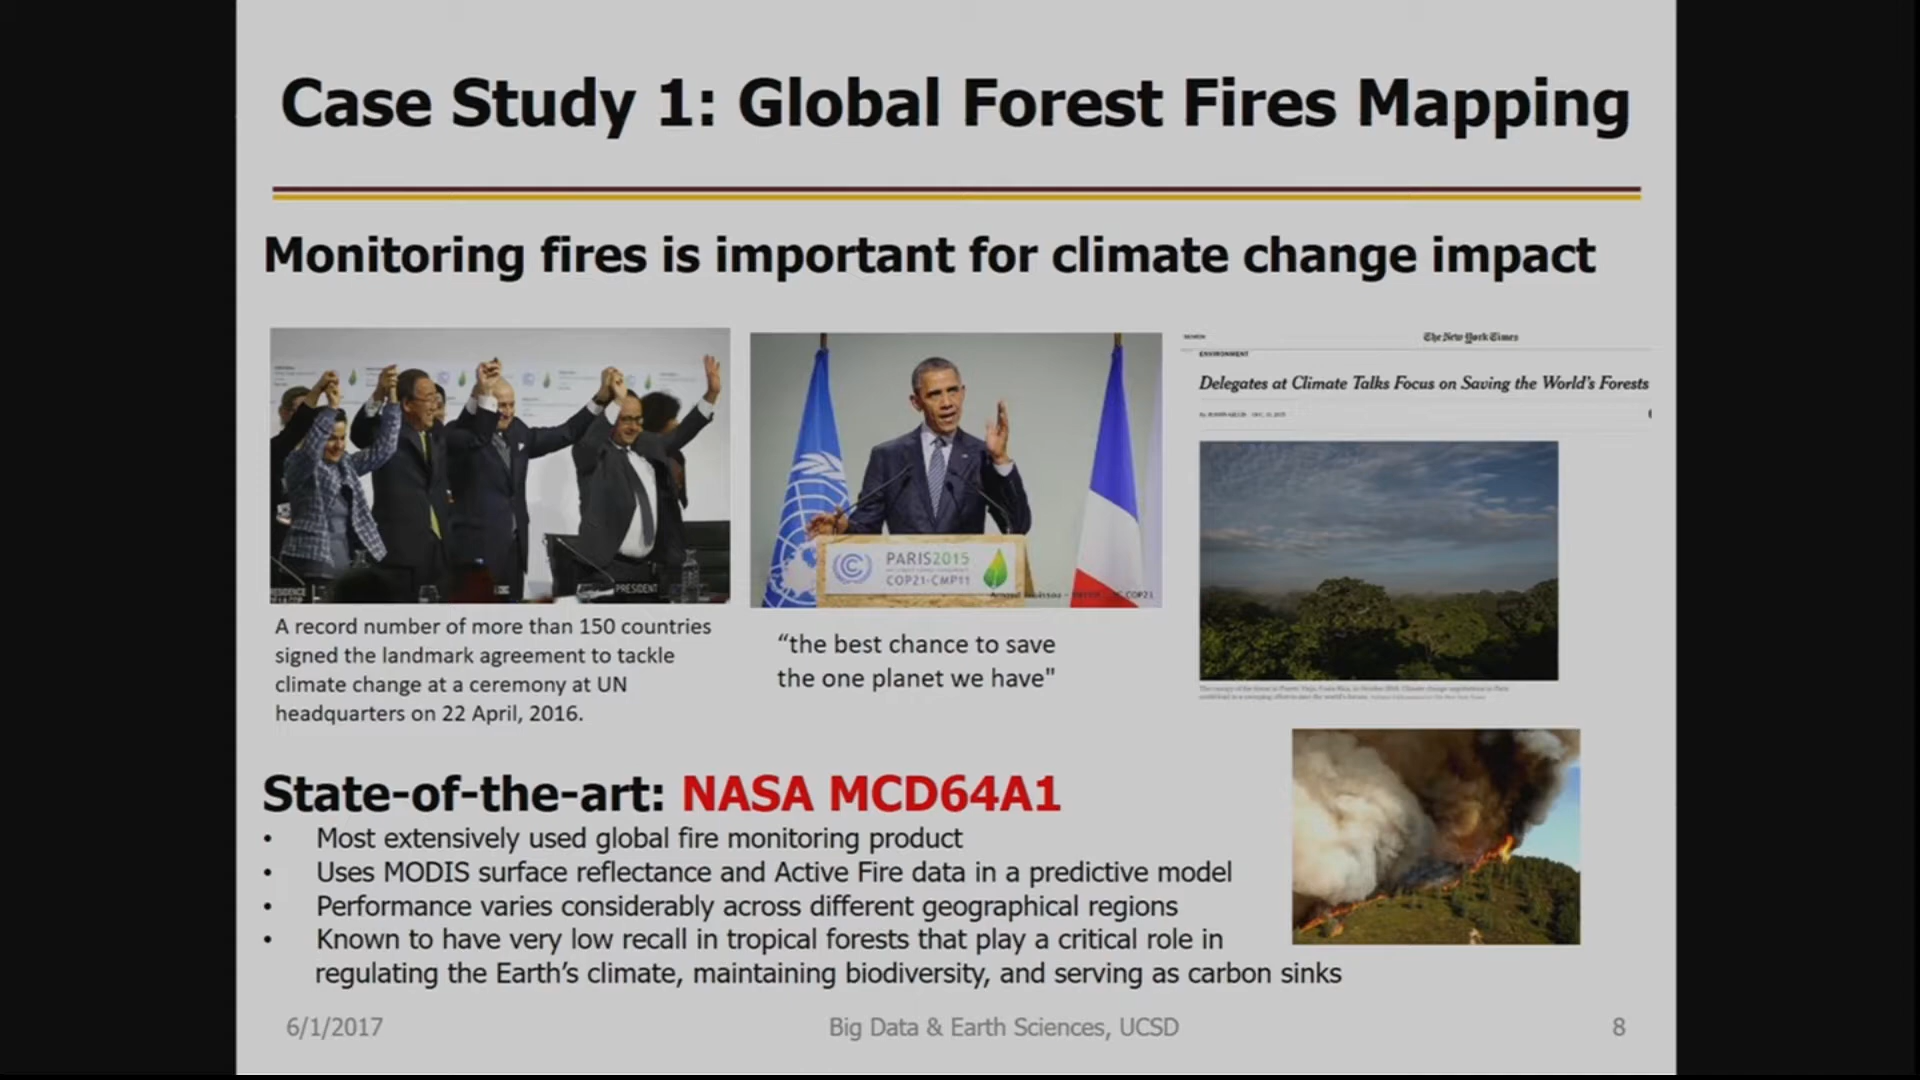 Case Study 1: Global Forest Fires Mapping
Monitoring fires is important for climate change impact
PRESIDENT
A record number of more than 150 countries
signed the landmark agreement to tackle
climate change at a ceremony at UN
headquarters on 22 April, 2016.
PARIS2015
COP21·CMP11
“the best chance to save
the one planet we have"
The New York Times
ENVIRONMENT
Delegates at Climate Talks Focus on Saving the World's Forests
State-of-the-art: NASA MCD64A1
• Most extensively used global fire monitoring product
• Uses MODIS surface reflectance and Active Fire data in a predictive model
• Performance varies considerably across different geographical regions
• Known to have very low recall in tropical forests that play a critical role in
regulating the Earth’s climate, maintaining biodiversity, and serving as carbon sinks
6/1/2017
Big Data & Earth Sciences, UCSD
8